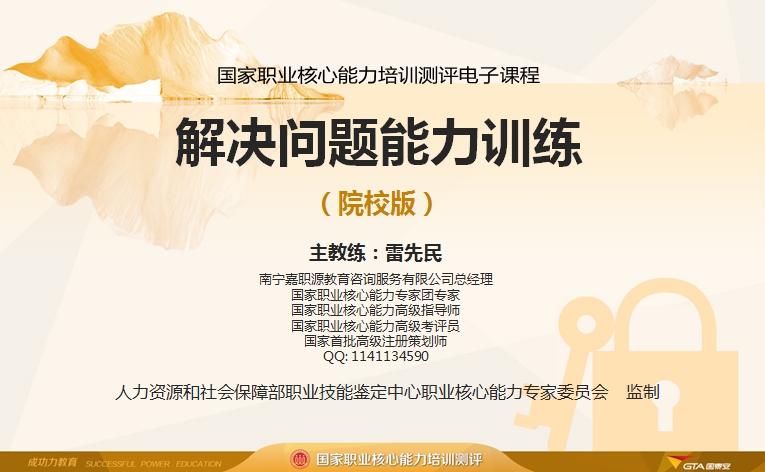 国家职业核心能力培训测评电子课程
解决问题能力训练
（院校版）
主教练：雷先民
南宁嘉职源教育咨询服务有限公司总经理
国家职业核心能力专家团专家
国家职业核心能力高级指导师
国家职业核心能力高级考评员
国家首批高级注册策划师
QQ: 1141134590
人力资源和社会保障部职业技能鉴定中心职业核心能力专家委员会 监制
成功力教育 SUCCESSFUL POWER. EDUCATION
国家职业核心能力培训测评
GTA 国泰安